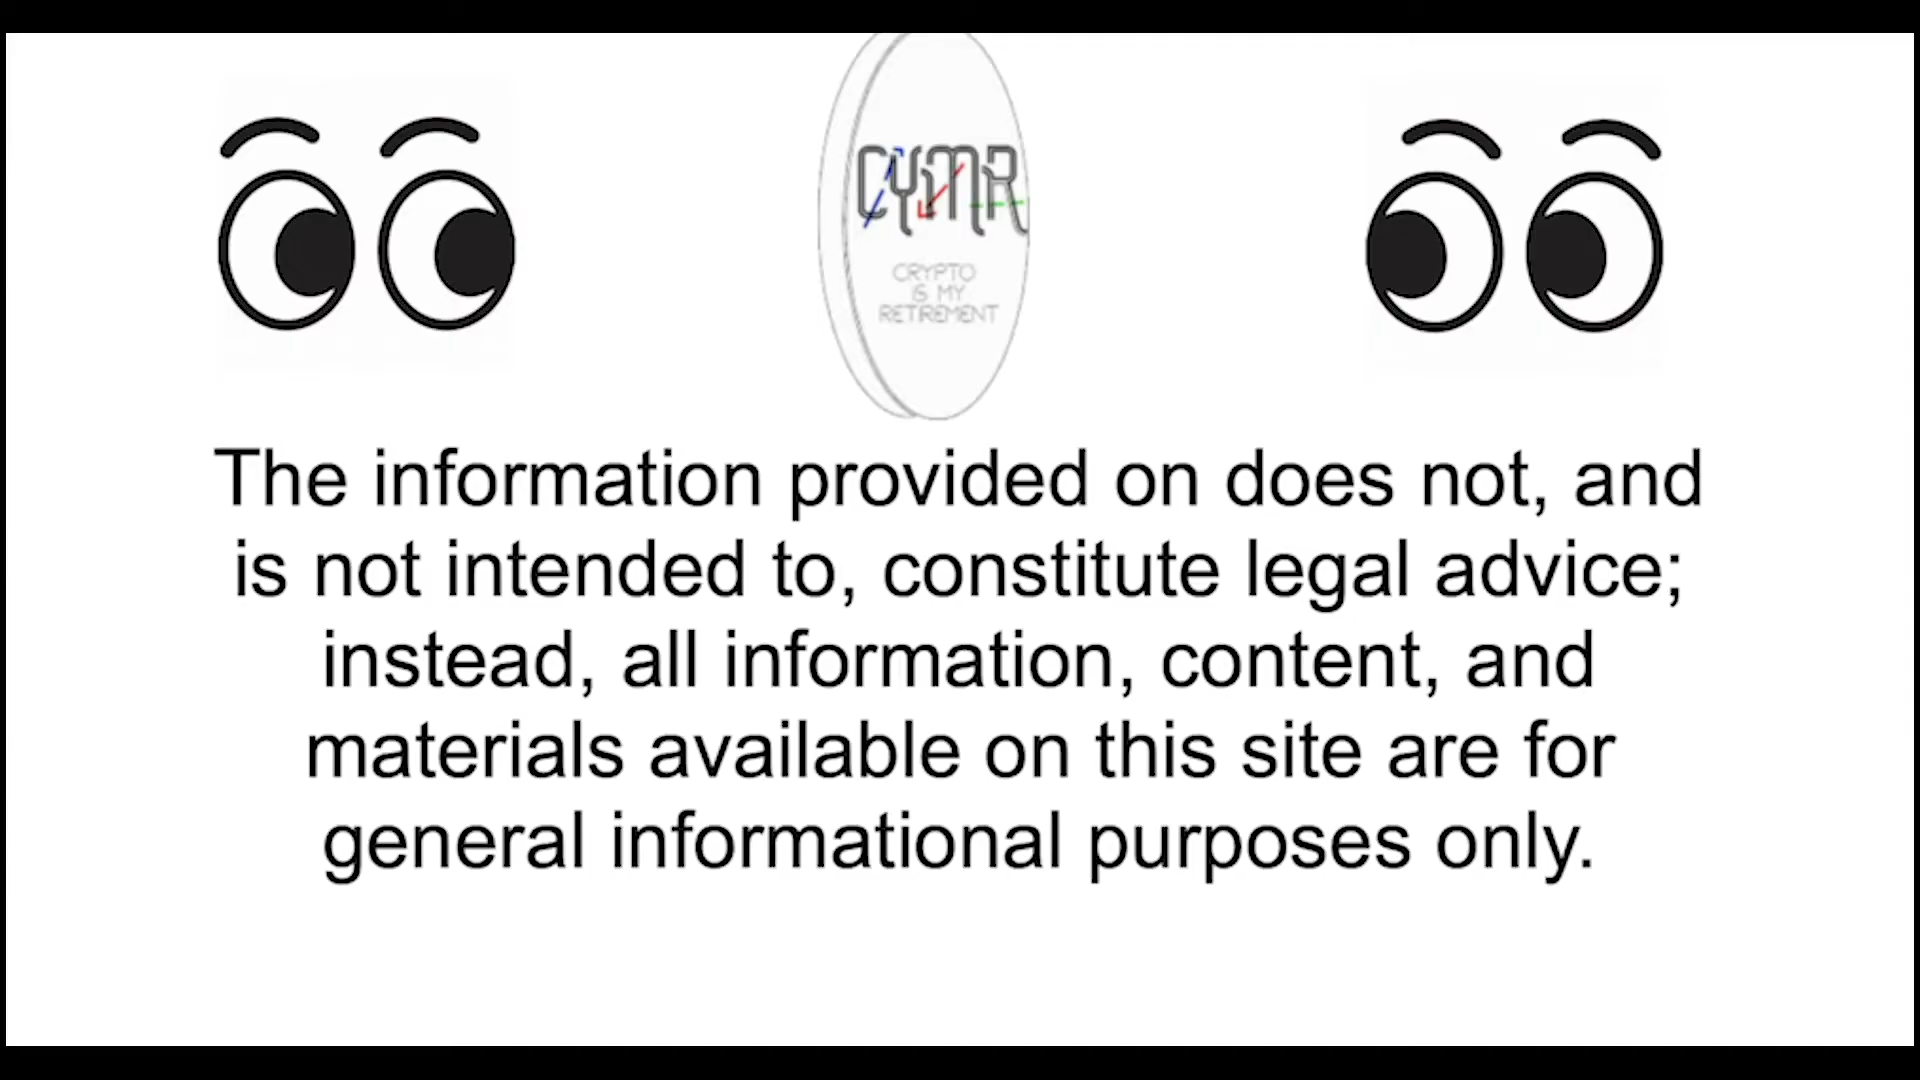 CYMR
CRYPTO
IS MY
RETIREMENT
The information provided on does not, and
is not intended to, constitute legal advice;
instead, all information, content, and
materials available on this site are for
general informational purposes only.